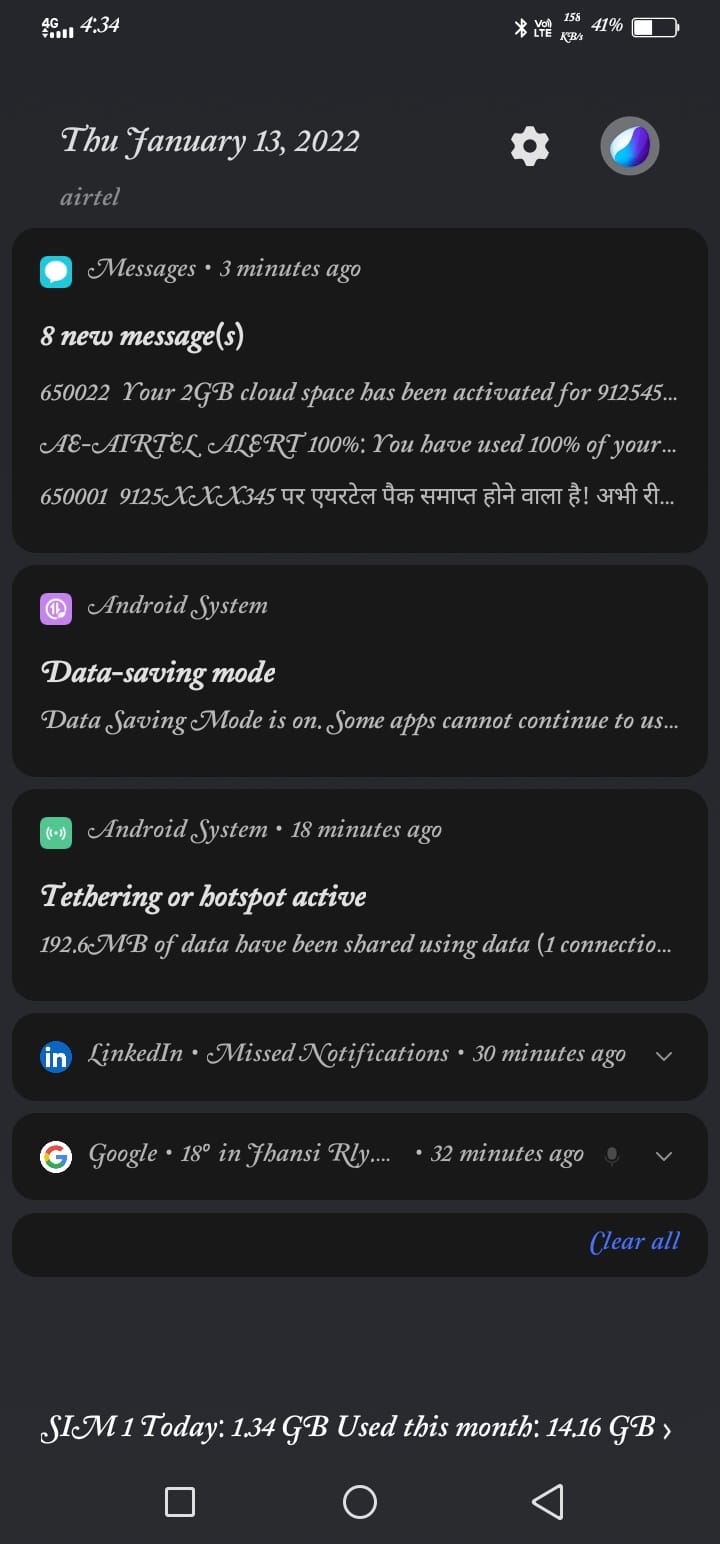 4G 4:34 Vo) LTE 158 KB/s 41%
Thu January 13, 2022
airtel
Messages • 3 minutes ago
8 new message(s)
650022 Your 2GB cloud space has been activated for 912545...
AE-AIRTEL ALERT 100%: You have used 100% of your...
650001 9125XXX345 पर एयरटेल पैक समाप्त होने वाला है! अभी री...
Android System
Data-saving mode
Data Saving Mode is on. Some apps cannot continue to us...
Android System • 18 minutes ago
Tethering or hotspot active
192.6MB of data have been shared using data (1 connectio...
in LinkedIn • Missed Notifications • 30 minutes ago
G Google • 18° in Jhansi Rly.... • 32 minutes ago
Clear all
SIM 1 Today: 1.34 GB Used this month: 14.16 GB ›